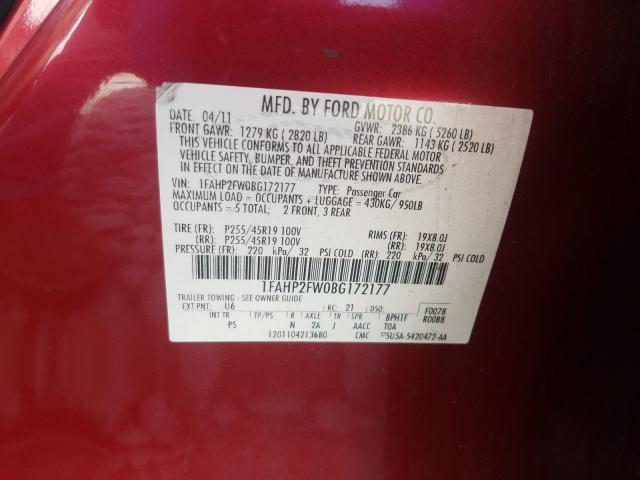 MFD. BY FORD MOTOR CO.
DATE 04/11 GVWR: 2386 KG ( 5260 LB)
FRONT GAWR: 1279 KG ( 2820 LB) REAR GAWR: 1143 KG ( 2520 LB)
THIS VEHICLE CONFORMS TO ALL APPLICABLE FEDERAL MOTOR
VEHICLE SAFETY, BUMPER, AND THEFT PREVENTION STANDARDS
IN EFFECT ON THE DATE OF MANUFACTURE SHOWN ABOVE.
VIN: 1FAHP2FW0BG172177 TYPE: Passenger Car
MAXIMUM LOAD = OCCUPANTS + LUGGAGE = 430KG/ 950LB
OCCUPANTS = 5 TOTAL; 2 FRONT, 3 REAR
TIRE (FR): P255/45R19 100V RIMS (FR): 19X8.0J
(RR): P255/45R19 100V (RR): 19X8.0J
PRESSURE (FR): 220 kPa/ 32 PSI COLD (RR): 220 kPa/ 32 PSI COLD
1FAHP2FW0BG172177
TRAILER TOWING - SEE OWNER GUIDE
EXT PNT: U6 RC: 21 DSO: F0078
INT TR TP/PS R AXLE TR SPR BPHTF R0088
PS N 2A J AACC TOA
1201104213680 CMC 5U5A-5420472-AA